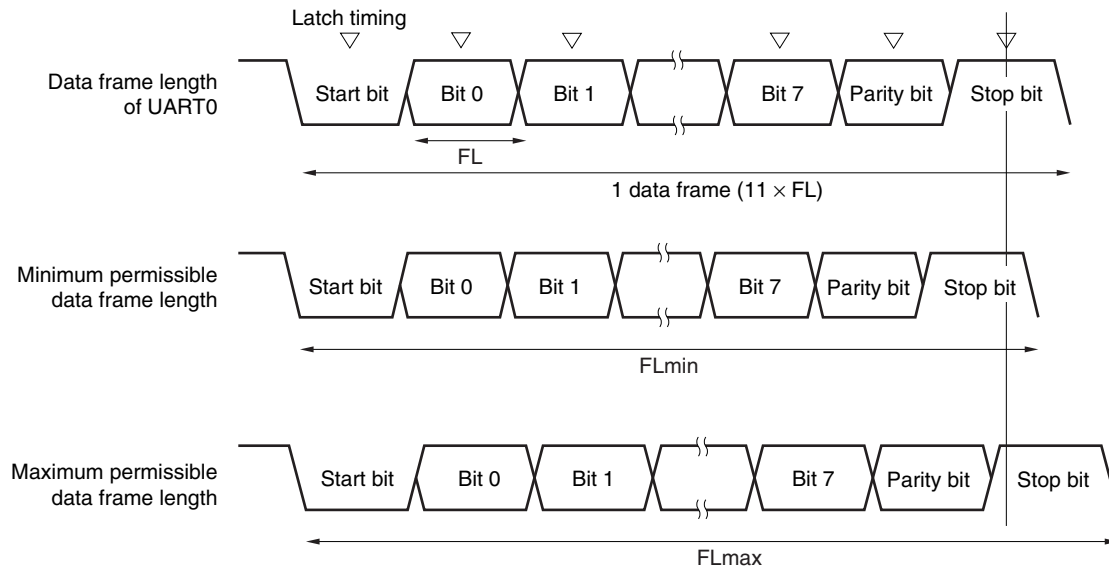 Latch timing
Data frame length
of UART0
Start bit
Bit 0
Bit 1
Bit 7
Parity bit
Stop bit
FL
1 data frame (11 × FL)
Minimum permissible
data frame length
Start bit
Bit 0
Bit 1
Bit 7
Parity bit
Stop bit
FLmin
Maximum permissible
data frame length
Start bit
Bit 0
Bit 1
Bit 7
Parity bit
Stop bit
FLmax